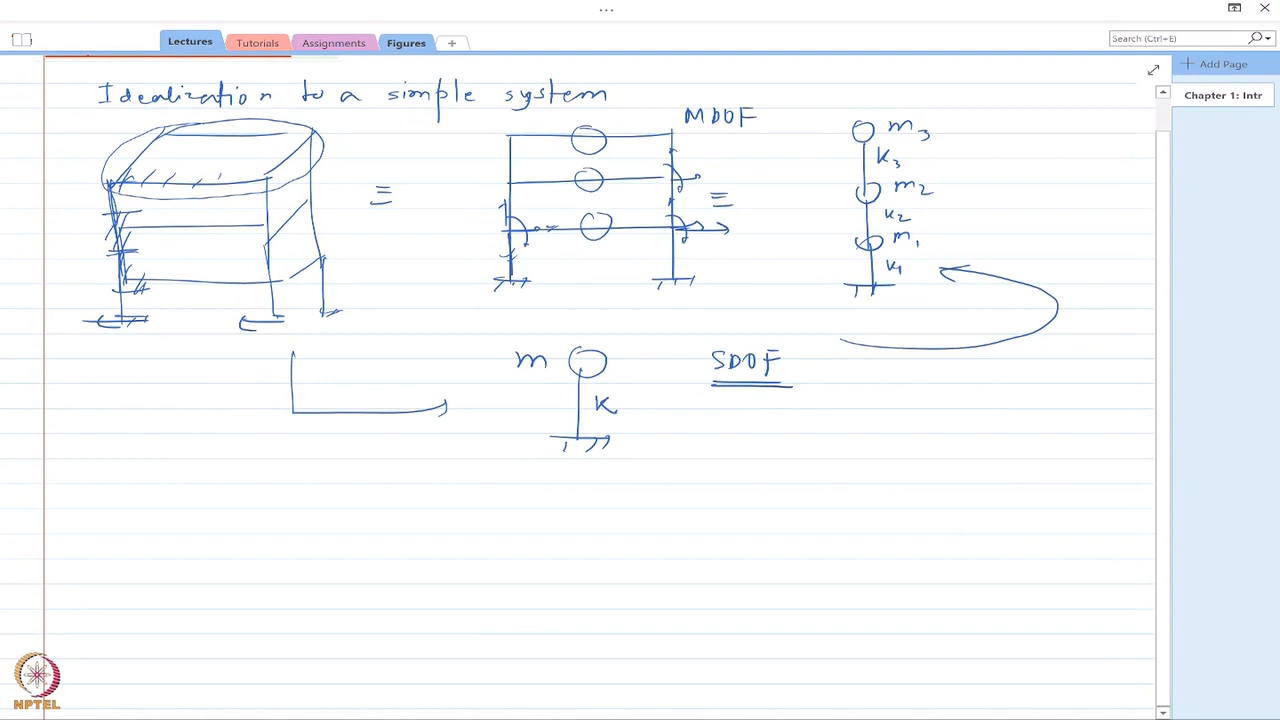 ...
Lectures
Tutorials
Assignments
Figures
+
Search (Ctrl+E)
+ Add Page
Chapter 1: Intr
Idealization to a simple system
MDOF
≡
≡
m3
K3
m2
K2
m1
K1
m
K
SDOF
NPTEL